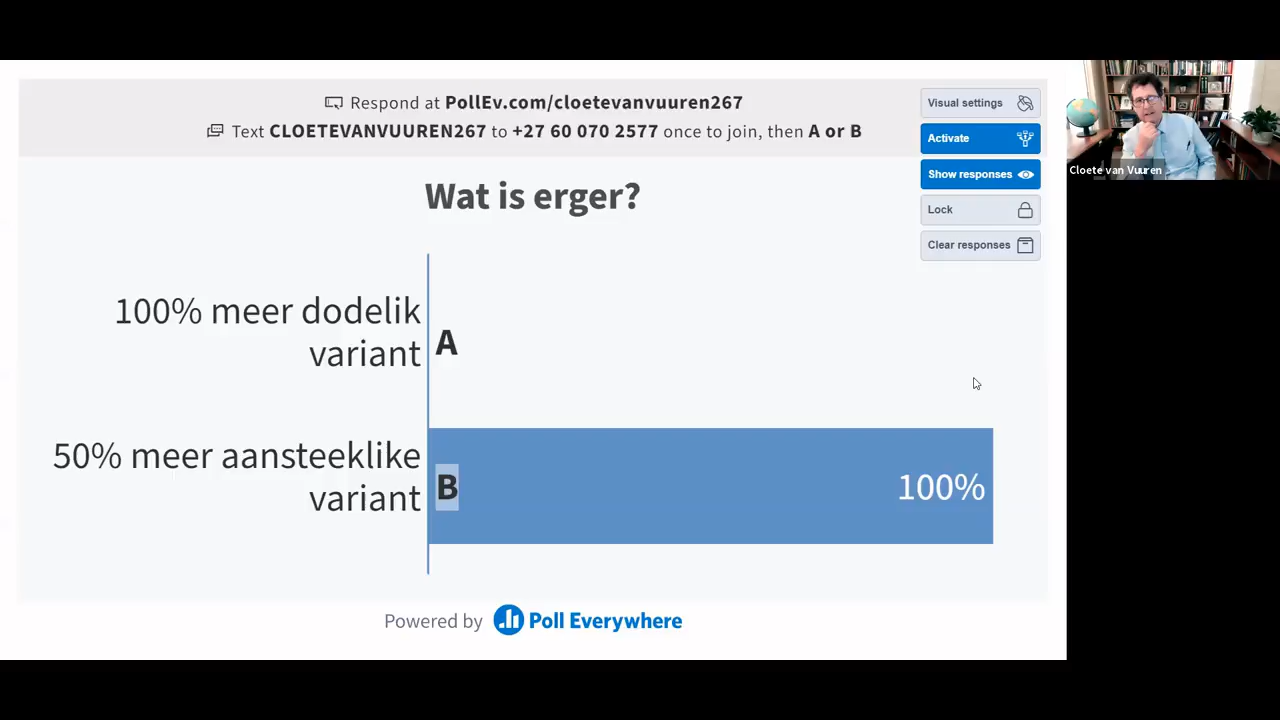 Respond at PollEv.com/cloetevanvuuren267
Text CLOETEVANVUUREN267 to +27 60 070 2577 once to join, then A or B
Visual settings
Activate
Show responses
Lock
Clear responses
Cloete van Vuuren
Wat is erger?
100% meer dodelik
variant
A
50% meer aansteeklike
variant
B
100%
Powered by Poll Everywhere